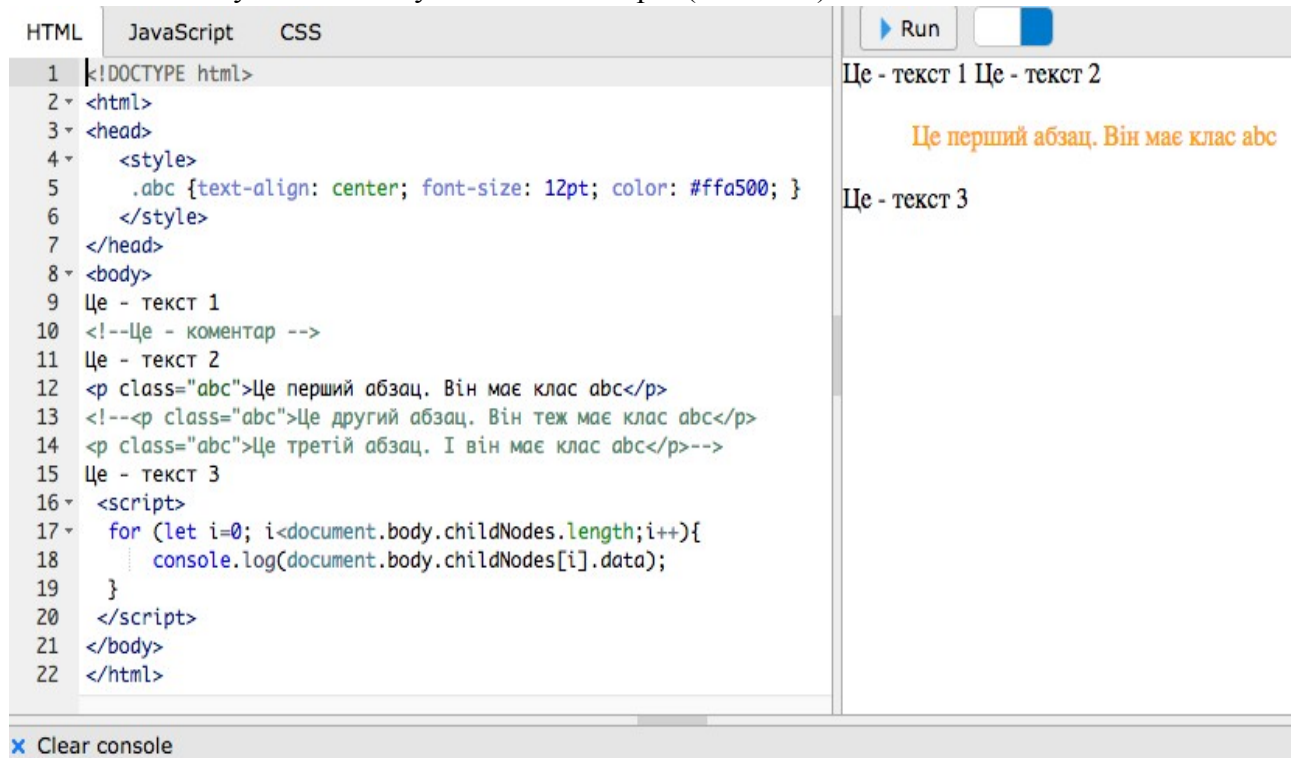 HTML JavaScript CSS Run
1 <!DOCTYPE html>
2 <html>
3 <head>
4 <style>
5 .abc {text-align: center; font-size: 12pt; color: #ffa500; }
6 </style>
7 </head>
8 <body>
9 Це - текст 1
10 <!--Це - коментар -->
11 Це - текст 2
12 <p class="abc">Це перший абзац. Він має клас abc</p>
13 <!--<p class="abc">Це другий абзац. Він теж має клас abc</p>
14 <p class="abc">Це третій абзац. І він має клас abc</p>-->
15 Це - текст 3
16 <script>
17 for (let i=0; i<document.body.childNodes.length;i++){
18 console.log(document.body.childNodes[i].data);
19 }
20 </script>
21 </body>
22 </html>
Це - текст 1 Це - текст 2
Це перший абзац. Він має клас abc
Це - текст 3
Clear console